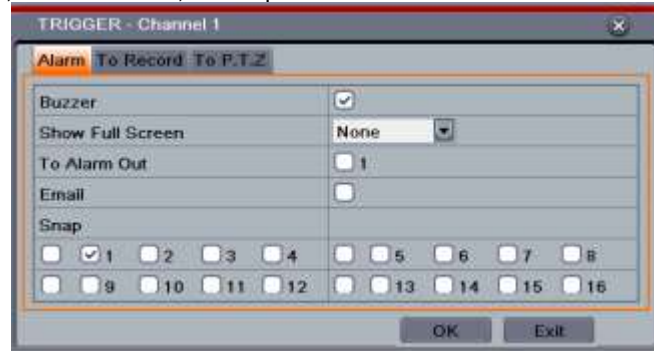 TRIGGER - Channel 1
Alarm To Record To P.T.Z
Buzzer
Show Full Screen None
To Alarm Out 1
Email
Snap
1 2 3 4 5 6 7 8
9 10 11 12 13 14 15 16
OK Exit